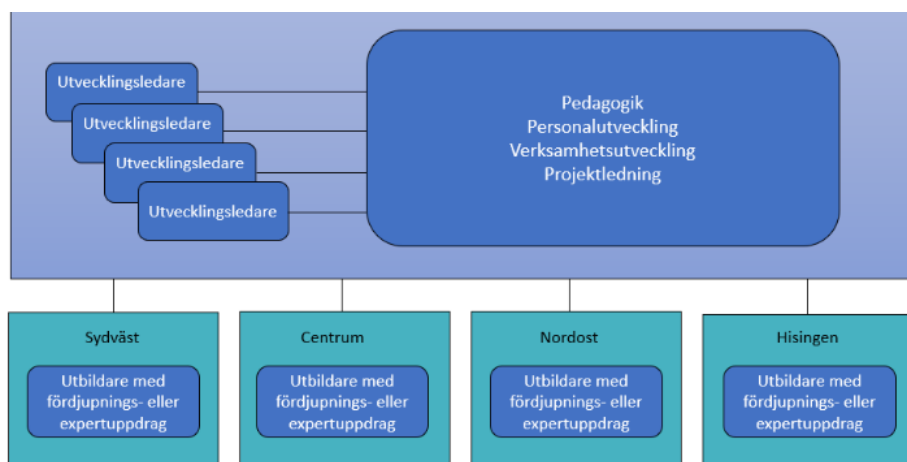 Utvecklingsledare
Utvecklingsledare
Utvecklingsledare
Utvecklingsledare
Pedagogik
Personalutveckling
Verksamhetsutveckling
Projektledning
Sydväst
Utbildare med
fördjupnings- eller
expertuppdrag
Centrum
Utbildare med
fördjupnings- eller
expertuppdrag
Nordost
Utbildare med
fördjupnings- eller
expertuppdrag
Hisingen
Utbildare med
fördjupnings- eller
expertuppdrag